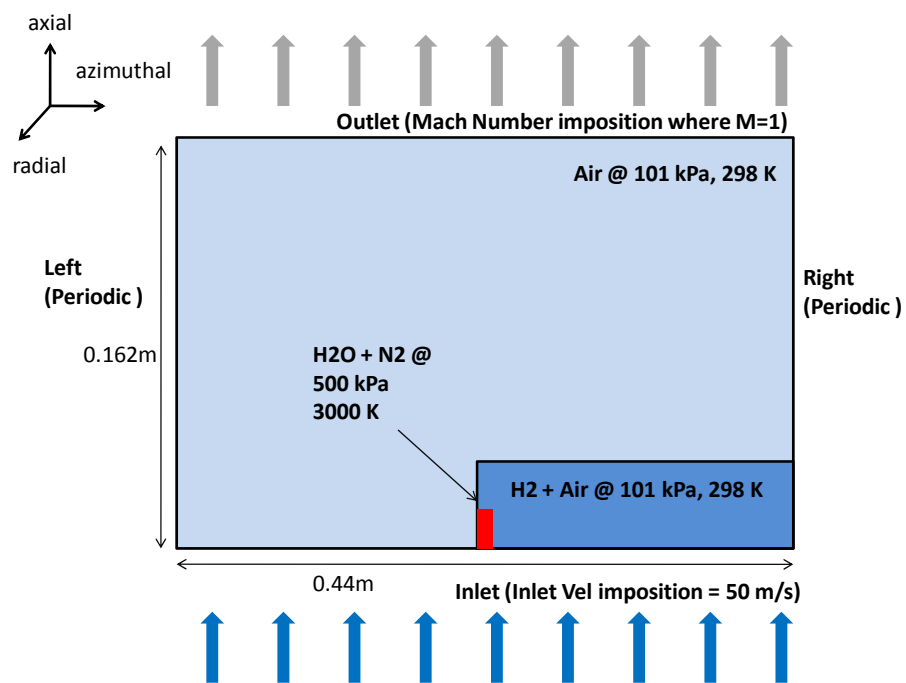 axial
azimuthal
radial
Outlet (Mach Number imposition where M=1)
Air @ 101 kPa, 298 K
Left
(Periodic )
Right
(Periodic )
0.162m
H2O + N2 @
500 kPa
3000 K
H2 + Air @ 101 kPa, 298 K
0.44m
Inlet (Inlet Vel imposition = 50 m/s)